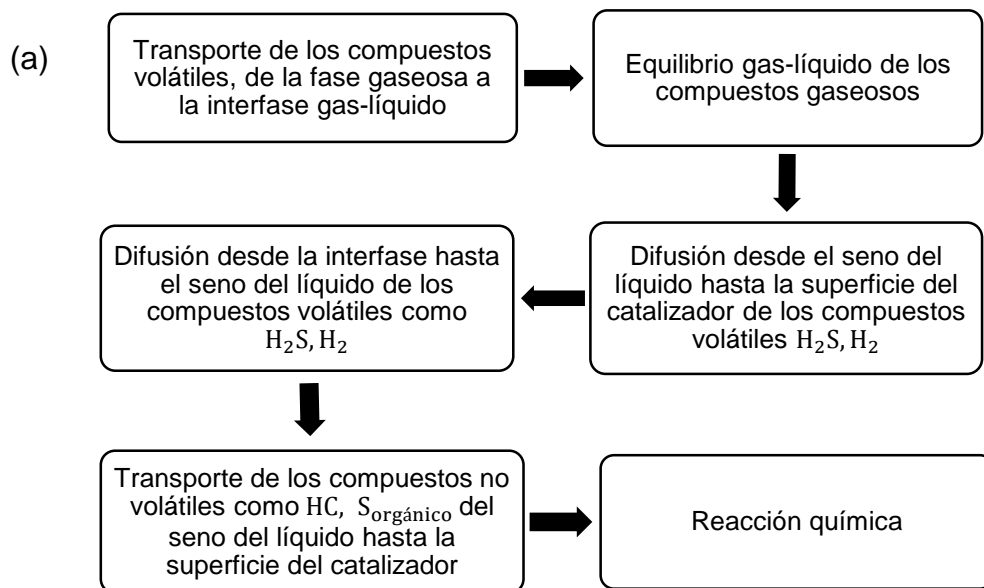 (a)
Transporte de los compuestos
volátiles, de la fase gaseosa a
la interfase gas-líquido
Equilibrio gas-líquido de los
compuestos gaseosos
Difusión desde el seno del
líquido hasta la superficie del
catalizador de los compuestos
volátiles H₂S, H₂
Difusión desde la interfase hasta
el seno del líquido de los
compuestos volátiles como
H₂S, H₂
Transporte de los compuestos no
volátiles como HC, S_orgánico del
seno del líquido hasta la
superficie del catalizador
Reacción química